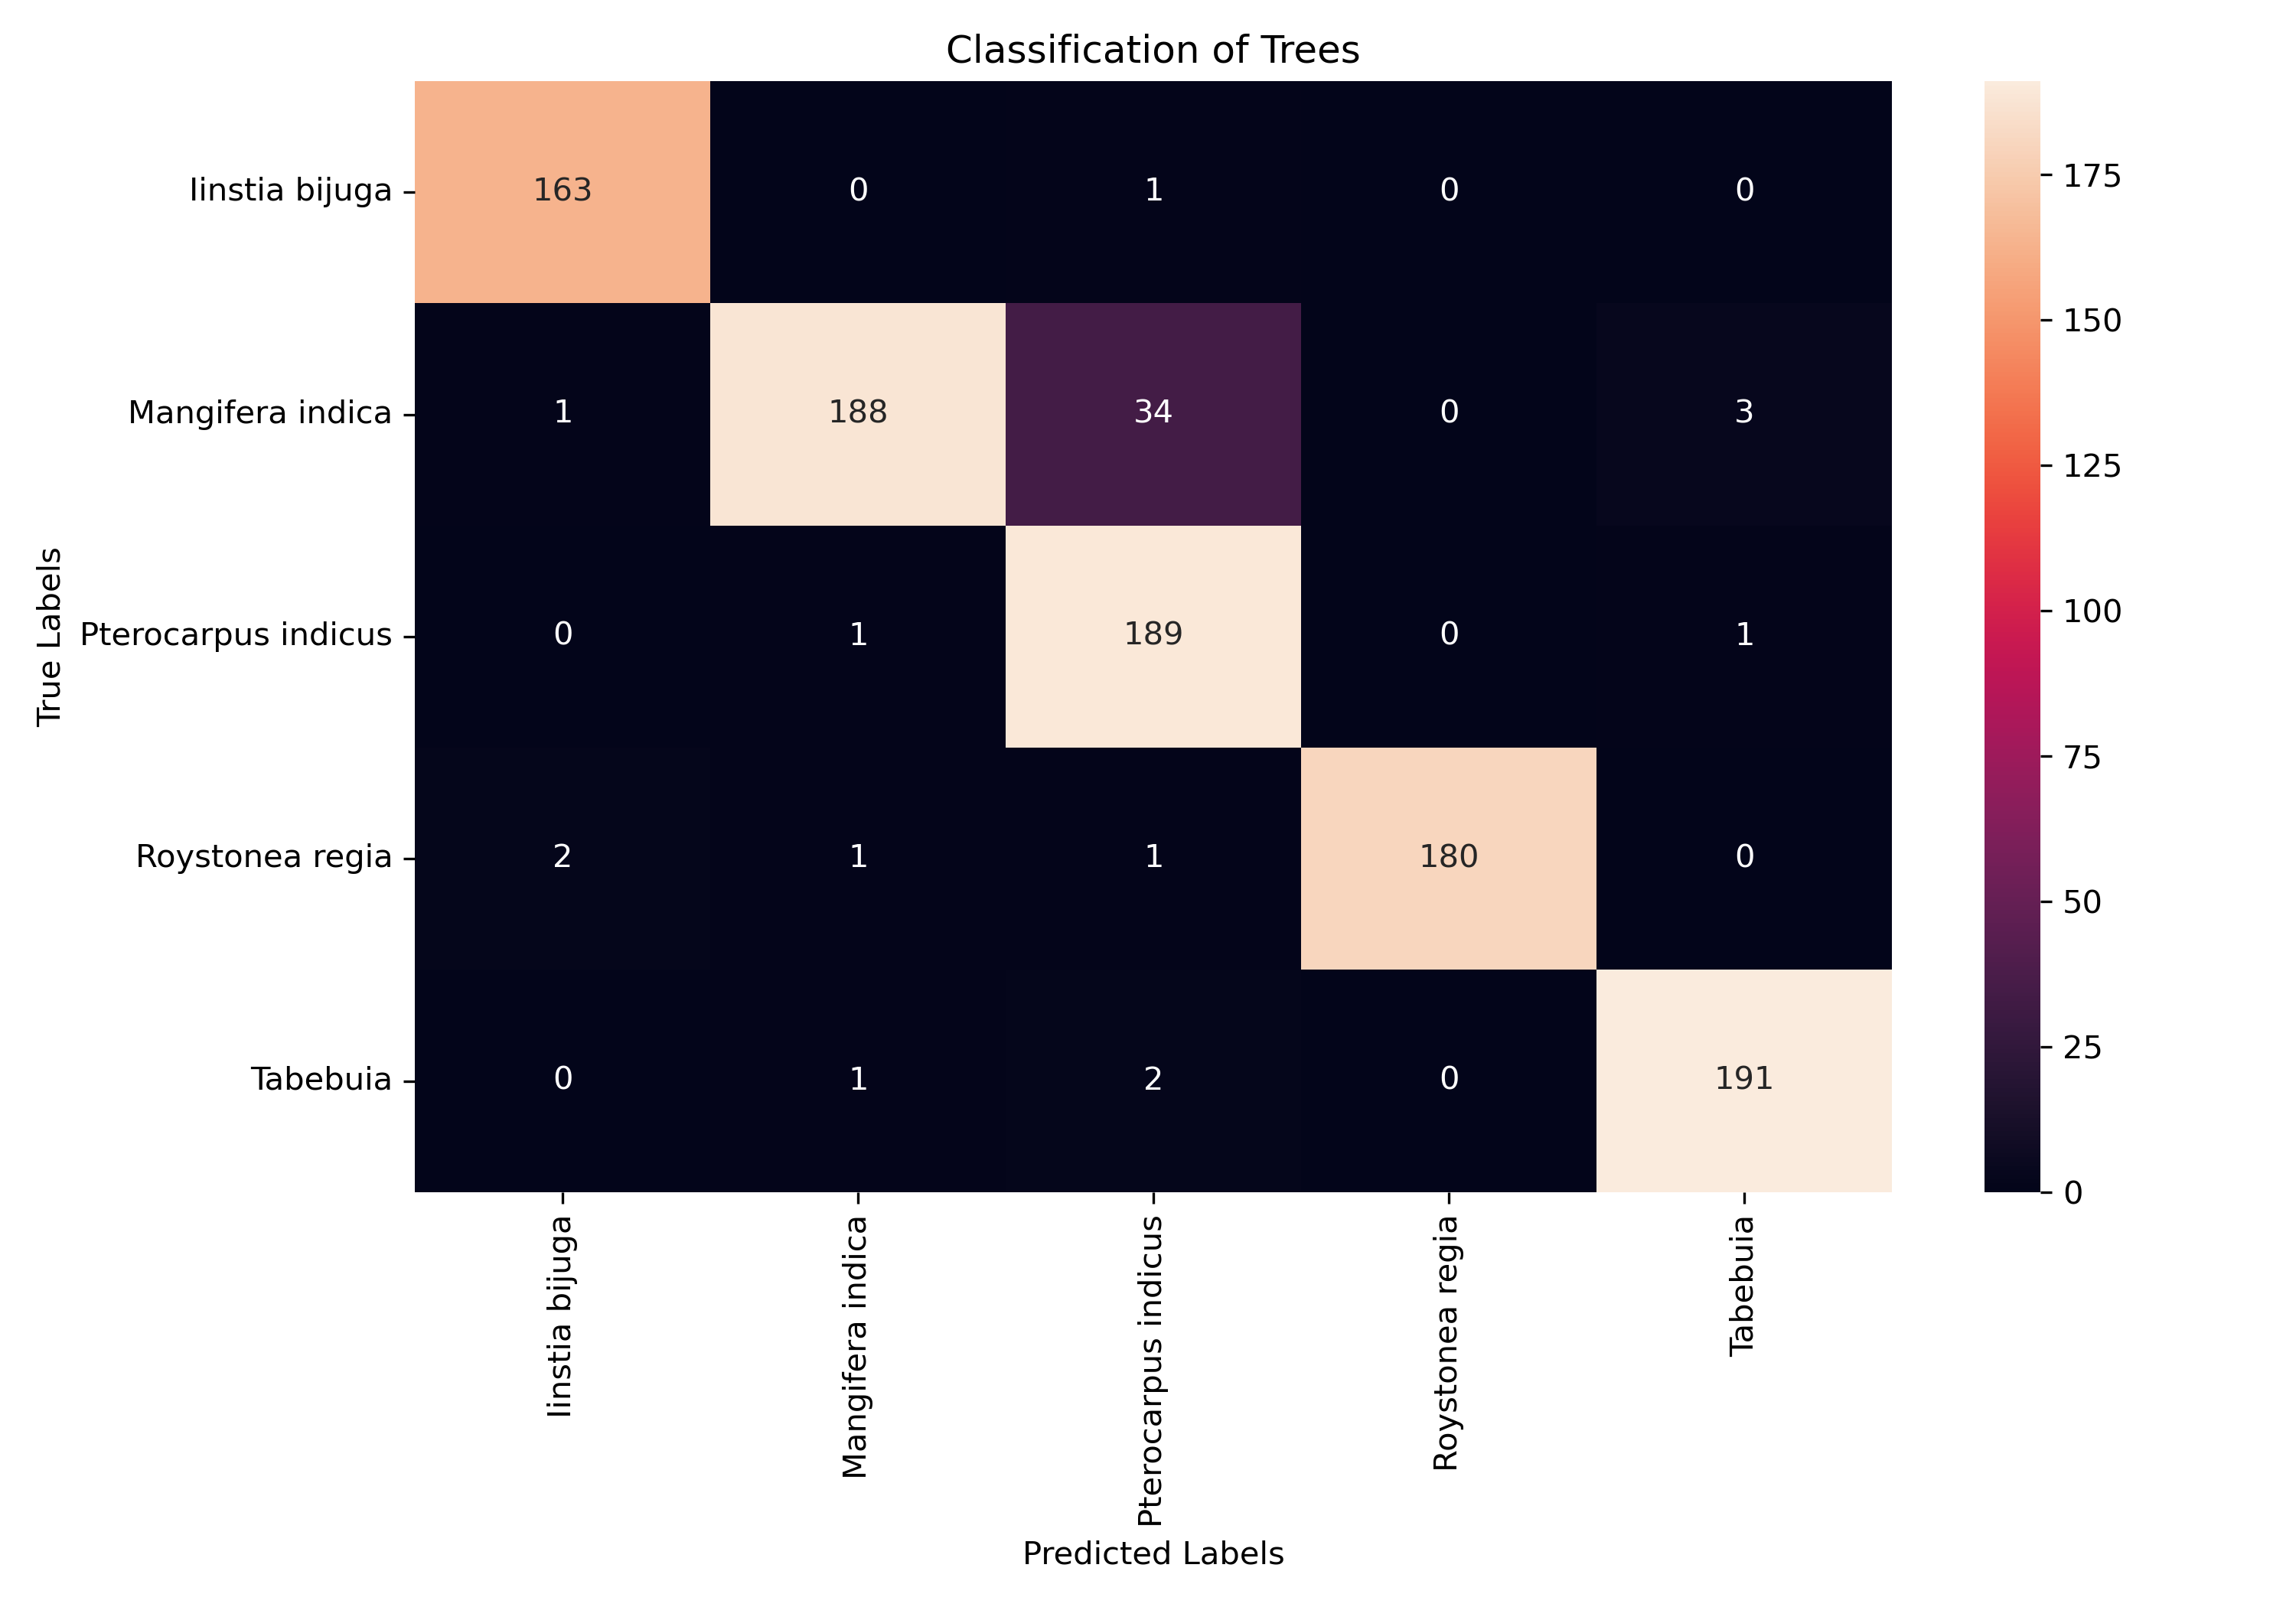 Classification of Trees
True Labels
Iinstia bijuga 163 0 1 0 0
Mangifera indica 1 188 34 0 3
Pterocarpus indicus 0 1 189 0 1
Roystonea regia 2 1 1 180 0
Tabebuia 0 1 2 0 191
Iinstia bijuga
Mangifera indica
Pterocarpus indicus
Roystonea regia
Tabebuia
Predicted Labels
175
150
125
100
75
50
25
0